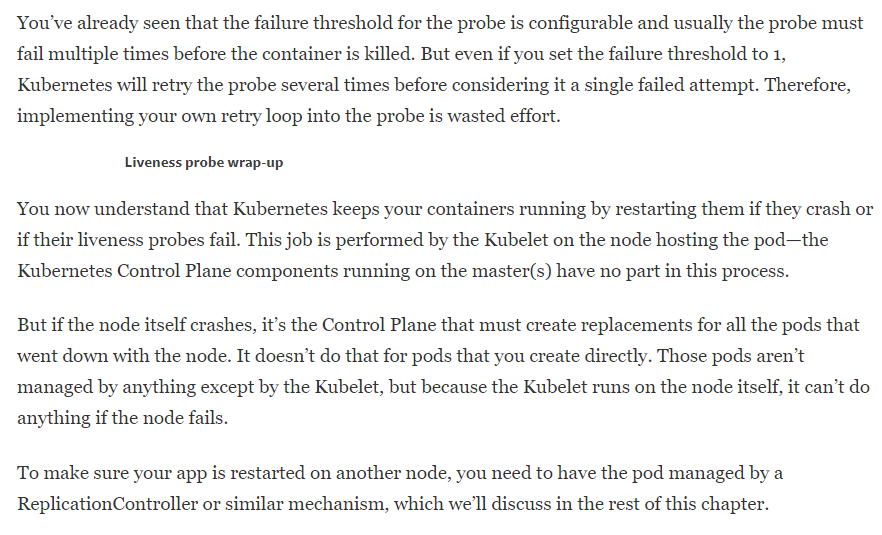 You’ve already seen that the failure threshold for the probe is configurable and usually the probe must
fail multiple times before the container is killed. But even if you set the failure threshold to 1,
Kubernetes will retry the probe several times before considering it a single failed attempt. Therefore,
implementing your own retry loop into the probe is wasted effort.
Liveness probe wrap-up
You now understand that Kubernetes keeps your containers running by restarting them if they crash or
if their liveness probes fail. This job is performed by the Kubelet on the node hosting the pod—the
Kubernetes Control Plane components running on the master(s) have no part in this process.
But if the node itself crashes, it’s the Control Plane that must create replacements for all the pods that
went down with the node. It doesn’t do that for pods that you create directly. Those pods aren’t
managed by anything except by the Kubelet, but because the Kubelet runs on the node itself, it can’t do
anything if the node fails.
To make sure your app is restarted on another node, you need to have the pod managed by a
ReplicationController or similar mechanism, which we’ll discuss in the rest of this chapter.